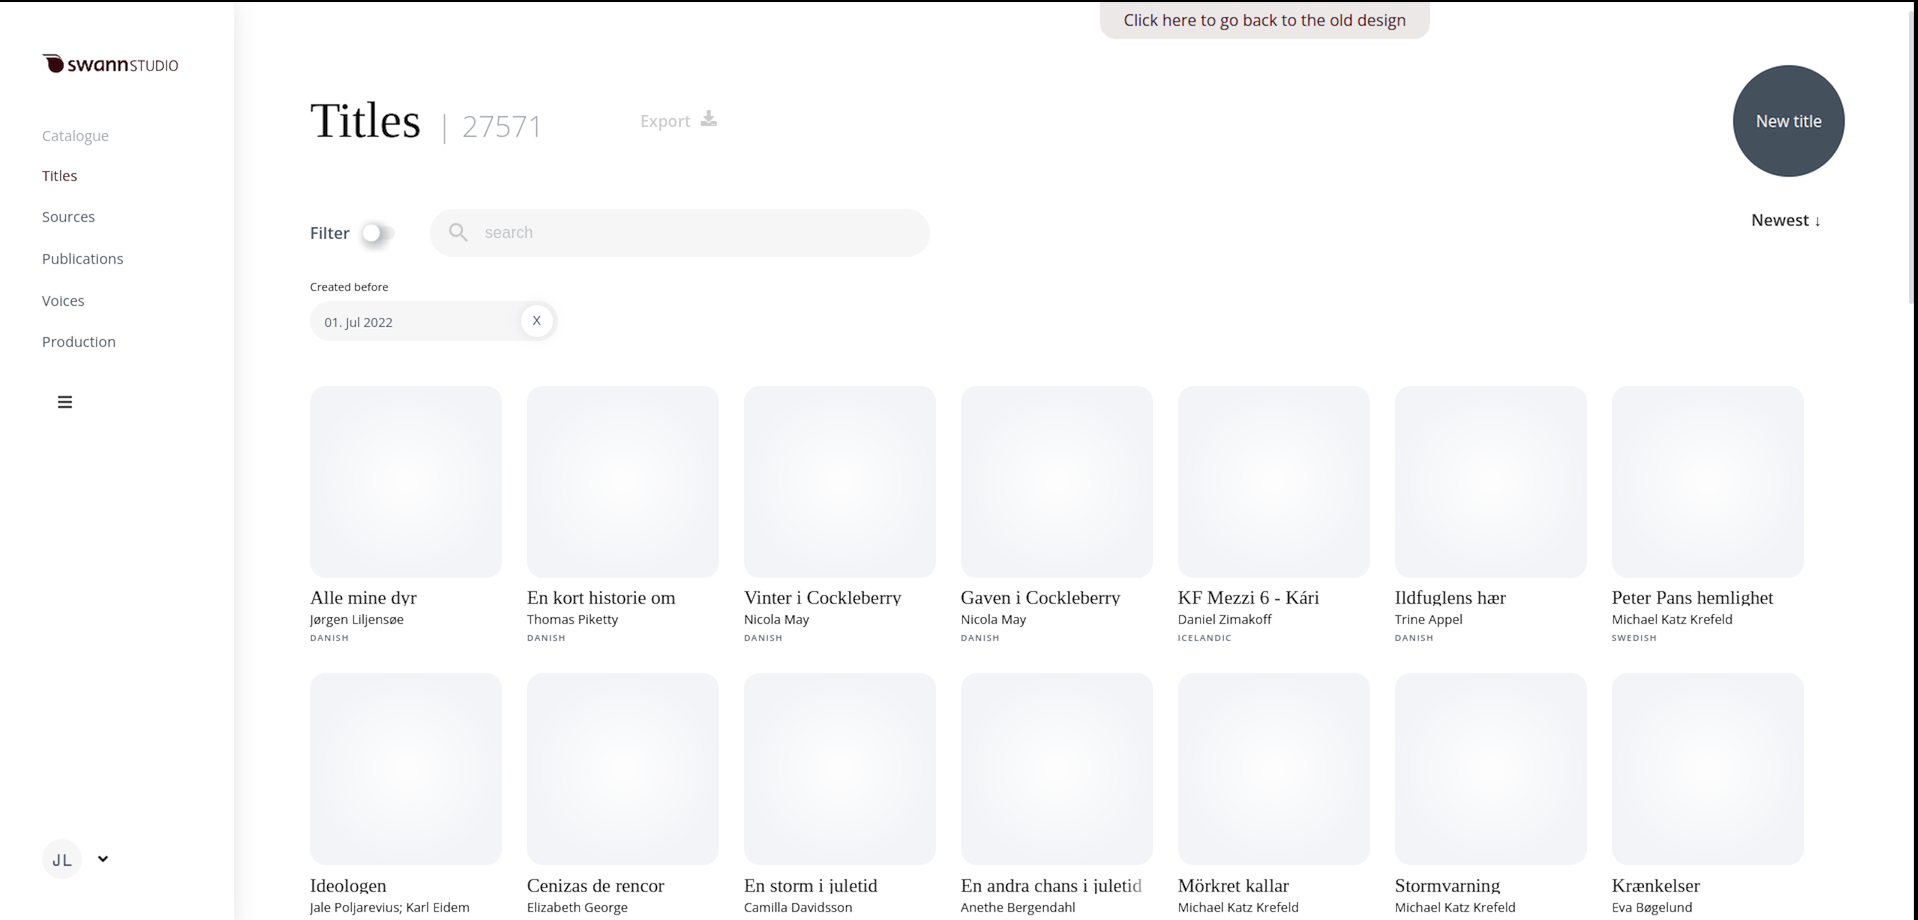 Click here to go back to the old design
swannSTUDIO
Catalogue
Titles
Sources
Publications
Voices
Production
JL
Titles | 27571
Export
New title
Filter
search
Newest ↓
Created before
01. Jul 2022
X
Alle mine dyr
Jørgen Liljensøe
DANISH
En kort historie om
Thomas Piketty
DANISH
Vinter i Cockleberry
Nicola May
DANISH
Gaven i Cockleberry
Nicola May
DANISH
KF Mezzi 6 - Kári
Daniel Zimakoff
ICELANDIC
Ildfuglens hær
Trine Appel
DANISH
Peter Pans hemlighet
Michael Katz Krefeld
SWEDISH
Ideologen
Jale Poljarevius; Karl Eidem
Cenizas de rencor
Elizabeth George
En storm i juletid
Camilla Davidsson
En andra chans i juletid
Anethe Bergendahl
Mörkret kallar
Michael Katz Krefeld
Stormvarning
Michael Katz Krefeld
Krænkelser
Eva Bøgelund